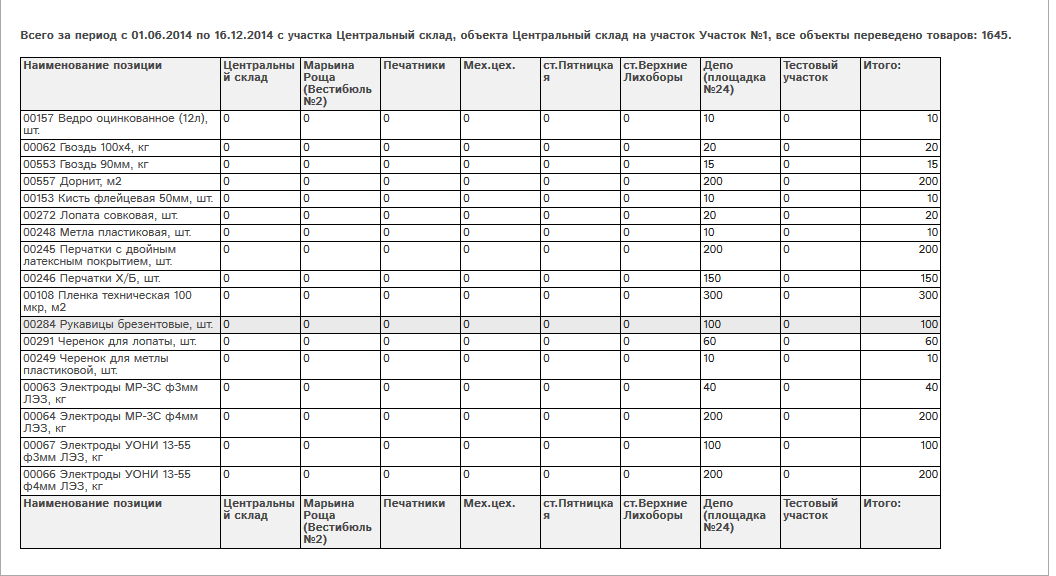 Всего за период с 01.06.2014 по 16.12.2014 с участка Центральный склад, объекта Центральный склад на участок Участок №1, все объекты переведено товаров: 1645.
Наименование позиции Центральны Марьина Печатники Мех.цех. ст.Пятницка ст.Верхние Депо Тестовый Итого:
й склад Роща я Лихоборы (площадка участок
(Вестибюль №24)
№2)
00157 Ведро оцинкованное (12л), 0 0 0 0 0 0 10 0 10
шт.
00062 Гвоздь 100х4, кг 0 0 0 0 0 0 20 0 20
00553 Гвоздь 90мм, кг 0 0 0 0 0 0 15 0 15
00557 Дорнит, м2 0 0 0 0 0 0 200 0 200
00153 Кисть флейцевая 50мм, шт. 0 0 0 0 0 0 10 0 10
00272 Лопата совковая, шт. 0 0 0 0 0 0 20 0 20
00248 Метла пластиковая, шт. 0 0 0 0 0 0 10 0 10
00245 Перчатки с двойным 0 0 0 0 0 0 200 0 200
латексным покрытием, шт.
00246 Перчатки Х/Б, шт. 0 0 0 0 0 0 150 0 150
00108 Пленка техническая 100 0 0 0 0 0 0 300 0 300
мкр, м2
00284 Рукавицы брезентовые, шт. 0 0 0 0 0 0 100 0 100
00291 Черенок для лопаты, шт. 0 0 0 0 0 0 60 0 60
00249 Черенок для метлы 0 0 0 0 0 0 10 0 10
пластиковой, шт.
00063 Электроды МР-3С ф3мм 0 0 0 0 0 0 40 0 40
ЛЭЗ, кг
00064 Электроды МР-3С ф4мм 0 0 0 0 0 0 200 0 200
ЛЭЗ, кг
00067 Электроды УОНИ 13-55 0 0 0 0 0 0 100 0 100
ф3мм ЛЭЗ, кг
00066 Электроды УОНИ 13-55 0 0 0 0 0 0 200 0 200
ф4мм ЛЭЗ, кг
Наименование позиции Центральны Марьина Печатники Мех.цех. ст.Пятницка ст.Верхние Депо Тестовый Итого:
й склад Роща я Лихоборы (площадка участок
(Вестибюль №24)
№2)